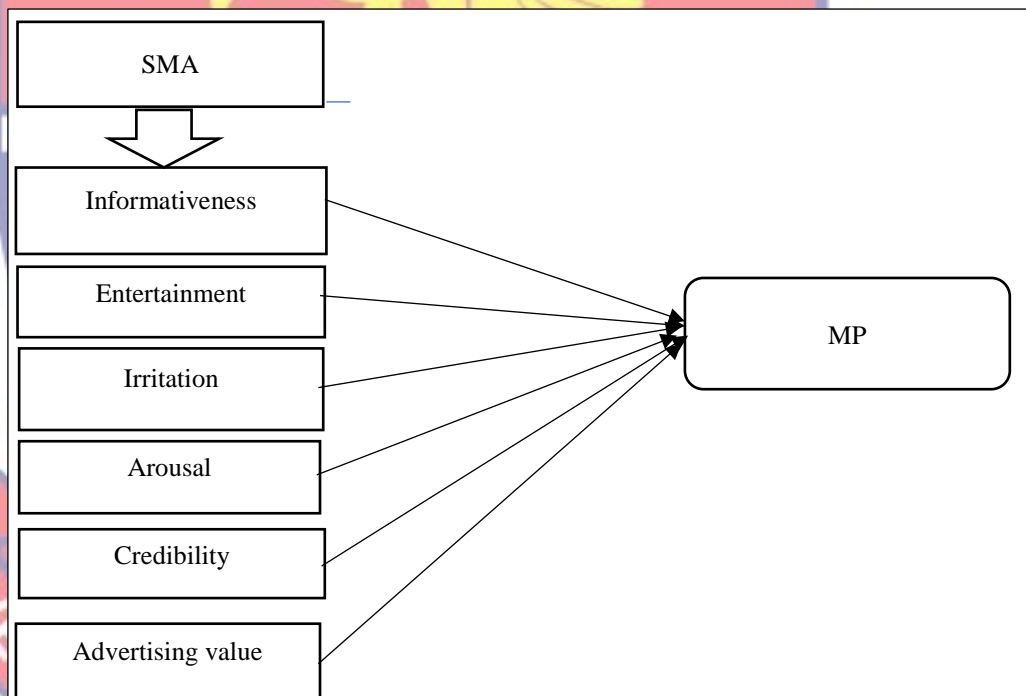 SMA
Informativeness
Entertainment
Irritation
Arousal
Credibility
Advertising value
MP